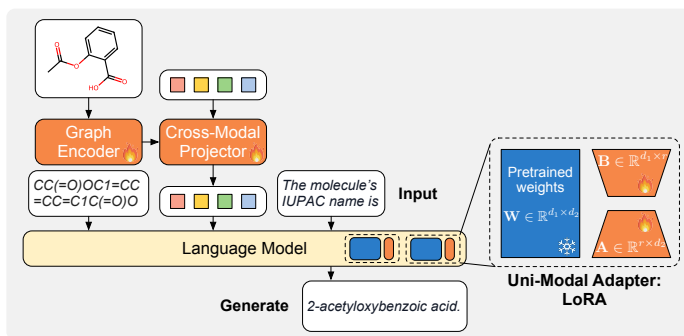 O
O
HO
O
Graph
Encoder
Cross-Modal
Projector
CC(=O)OC1=CC
=CC=C1C(=O)O
The molecule's
IUPAC name is
Input
Language Model
Generate
2-acetyloxybenzoic acid.
Pretrained
weights
W ∈ ℝ^{d₁×d₂}
B ∈ ℝ^{d₁×r}
A ∈ ℝ^{r×d₂}
Uni-Modal Adapter:
LoRA